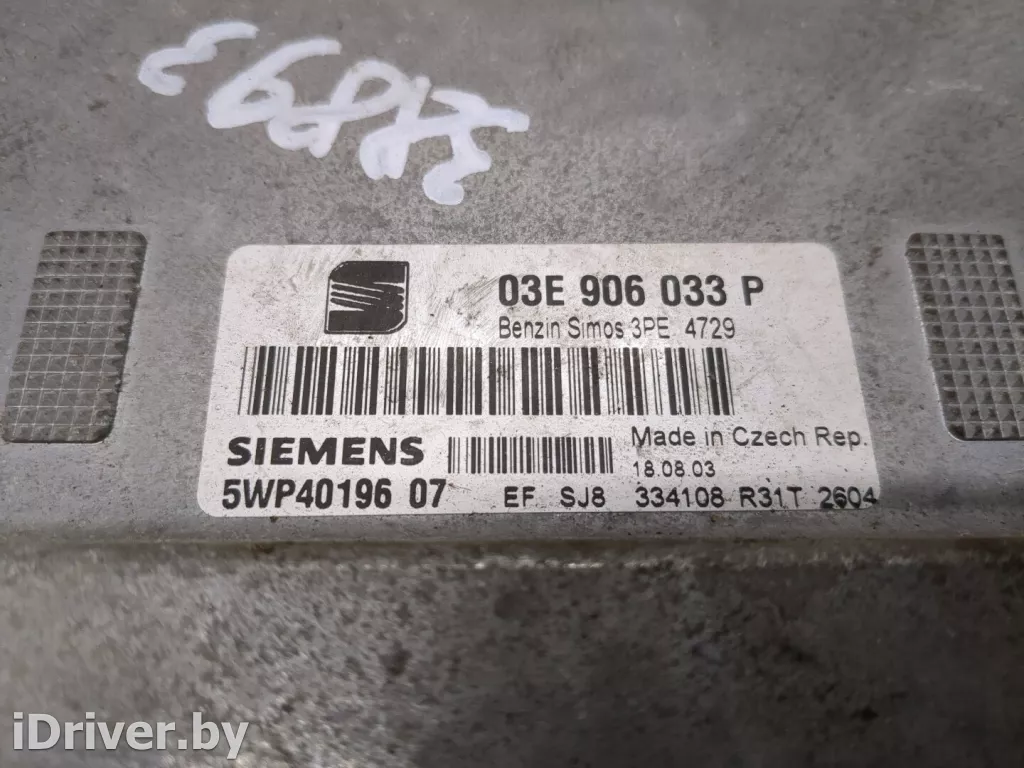 03E 906 033 P
Benzin Simos 3PE 4729
SIEMENS
Made in Czech Rep.
18.08.03
5WP40196 07
EF SJ8 334108 R31T 2604
iDriver.by